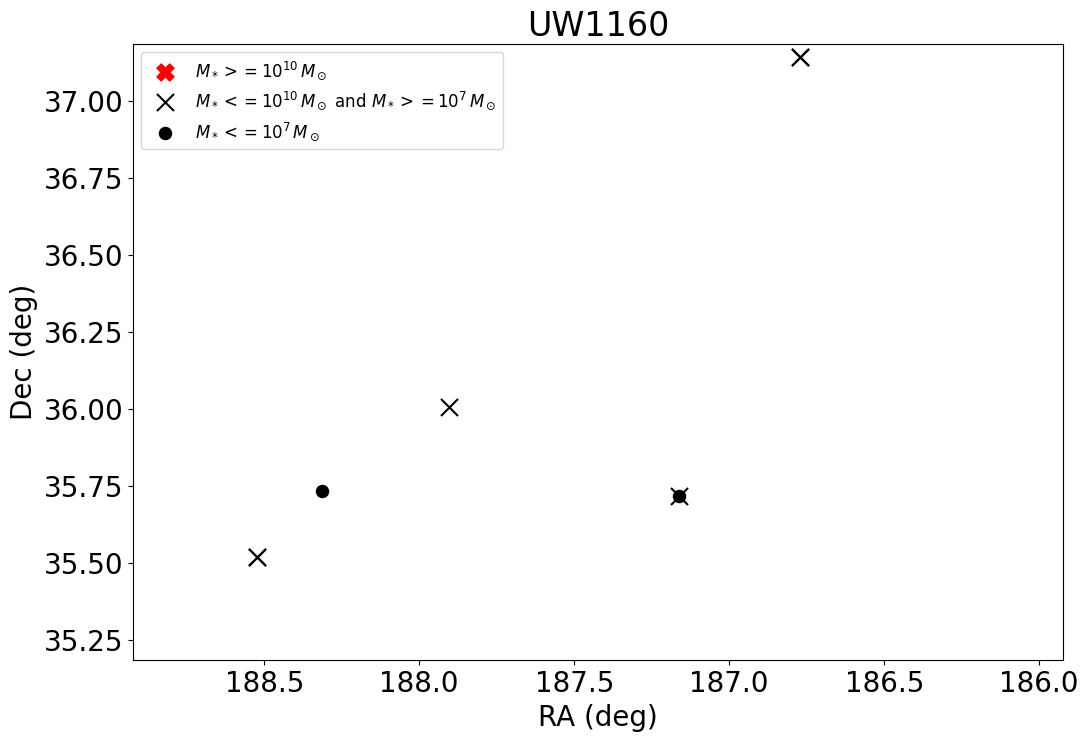 UW1160
M* >= 10^10 M⊙
M* <= 10^10 M⊙ and M* >= 10^7 M⊙
M* <= 10^7 M⊙
37.00
36.75
36.50
36.25
36.00
35.75
35.50
35.25
Dec (deg)
188.5 188.0 187.5 187.0 186.5 186.0
RA (deg)